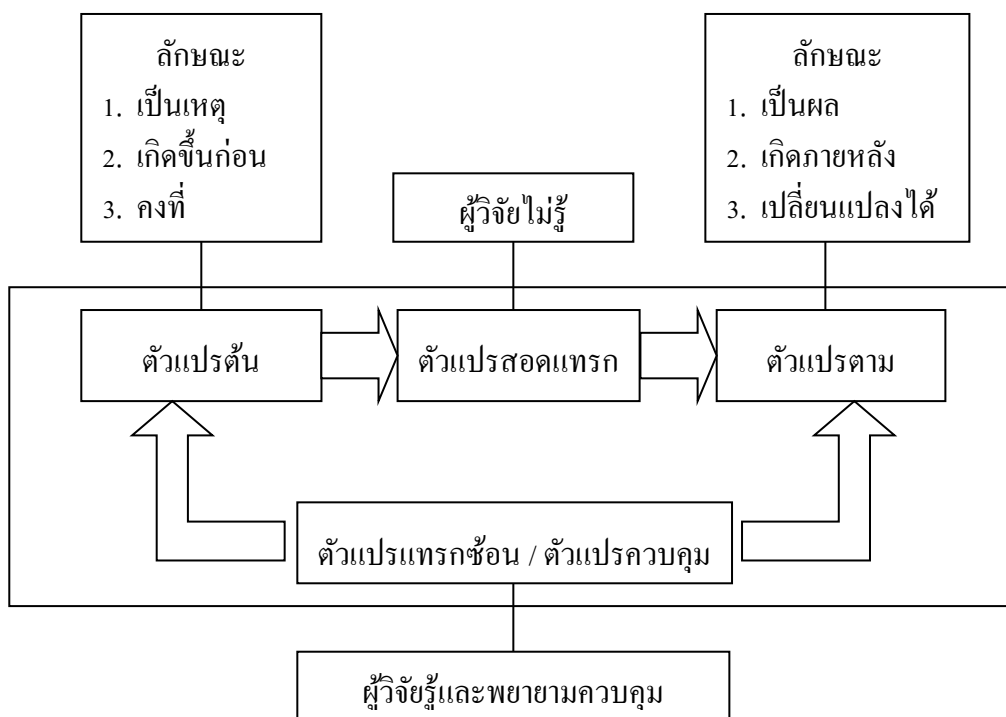 ลักษณะ
1. เป็นเหตุ
2. เกิดขึ้นก่อน
3. คงที่
ผู้วิจัยไม่รู้
ลักษณะ
1. เป็นผล
2. เกิดภายหลัง
3. เปลี่ยนแปลงได้
ตัวแปรต้น
ตัวแปรสอดแทรก
ตัวแปรตาม
ตัวแปรแทรกซ้อน / ตัวแปรควบคุม
ผู้วิจัยรู้และพยายามควบคุม